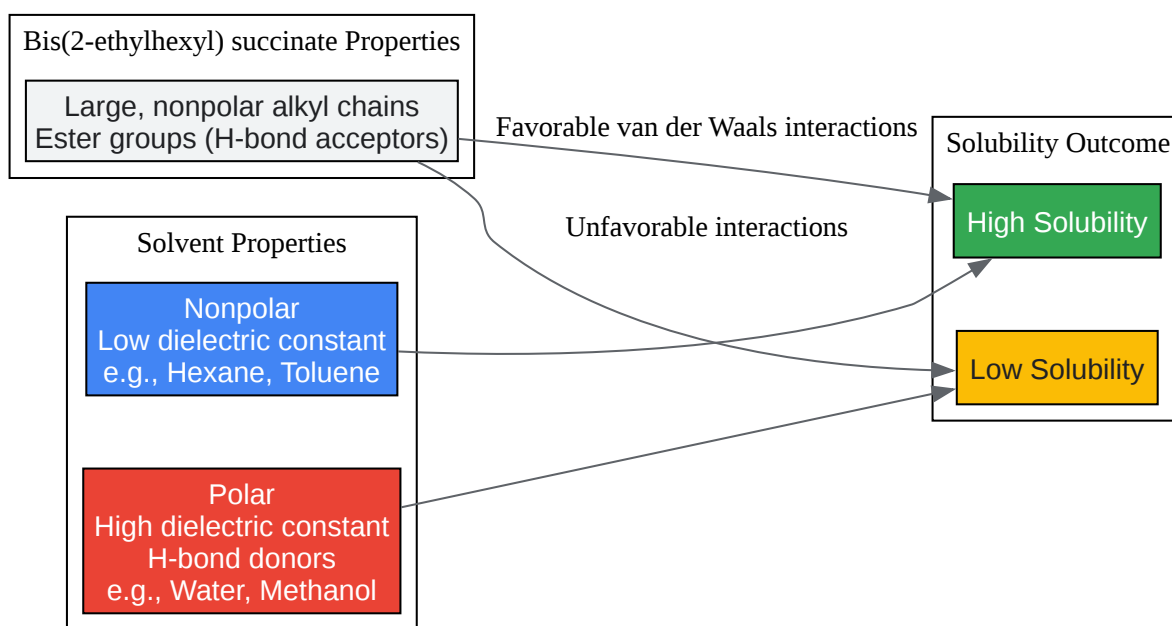 Bis(2-ethylhexyl) succinate Properties
Large, nonpolar alkyl chains
Ester groups (H-bond acceptors)
Favorable van der Waals interactions
Unfavorable interactions
Solvent Properties
Nonpolar
Low dielectric constant
e.g., Hexane, Toluene
Polar
High dielectric constant
H-bond donors
e.g., Water, Methanol
Solubility Outcome
High Solubility
Low Solubility